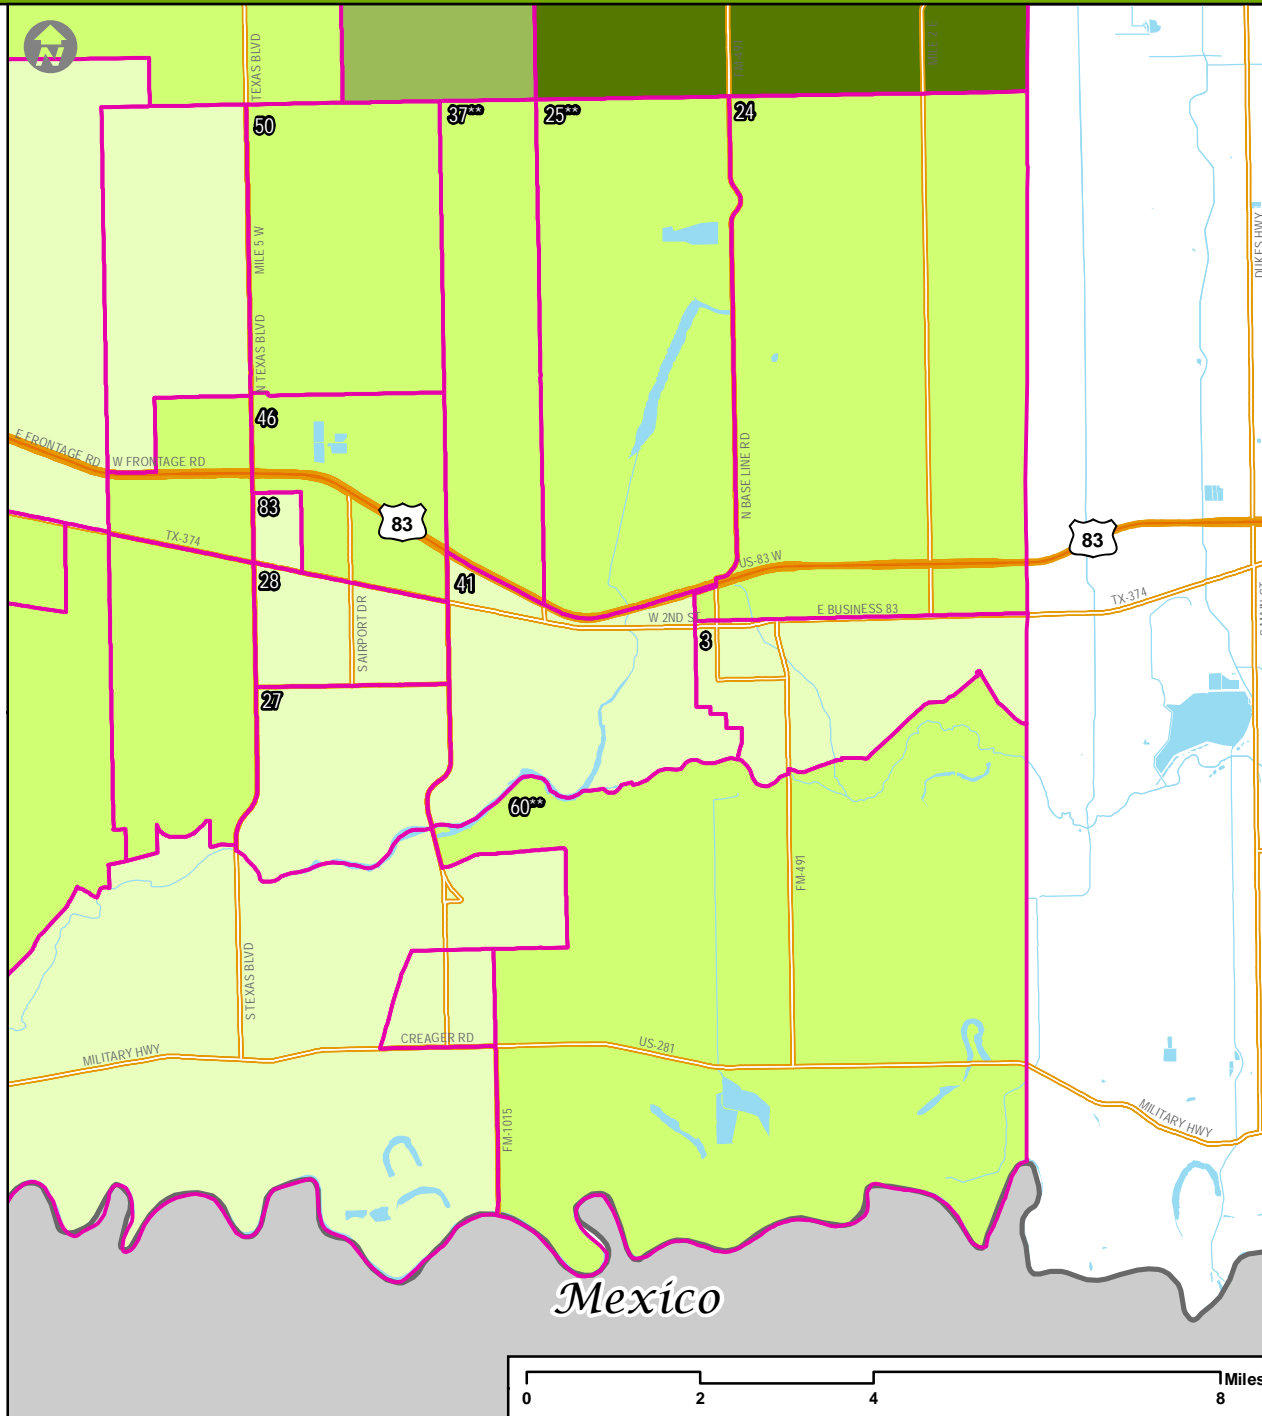 N
TEXAS BLVD
50
37**
25**
24
MILE 5 W
DUKES HWY
N TEXAS BLVD
46
E FRONTAGE RD
W FRONTAGE RD
N BASE LINE RD
83
83
83
TX-374
US-83 W
28
41
S AIRPORT DR
W 2ND ST
E BUSINESS 83
TX-374
3
27
60**
FM-491
S TEXAS BLVD
CREAGER RD
MILITARY HWY
US-281
FM-1015
MILITARY HWY
Mexico
0 2 4 8 Miles